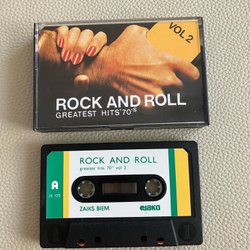 VOL 2
ROCK AND ROLL
GREATEST HITS '70'S
ROCK AND ROLL
greatest hits 70" vol 2
A
ZAIKS BIEM